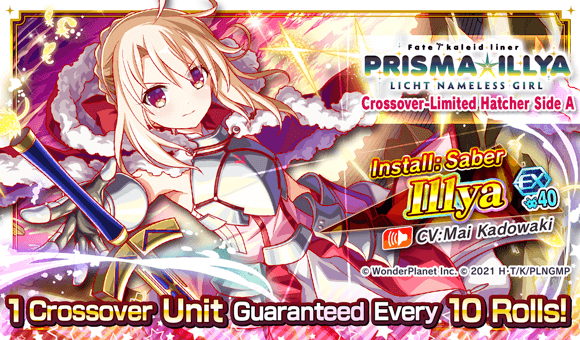 Fate/kaleid liner
PRISMA☆ILLYA
LICHT NAMELESS GIRL
Crossover-Limited Hatcher Side A
Install: Saber
Illya
EX
40
CV:Mai Kadowaki
© WonderPlanet Inc. © 2021 H･T/K/PLNGMP
1 Crossover Unit Guaranteed Every 10 Rolls!